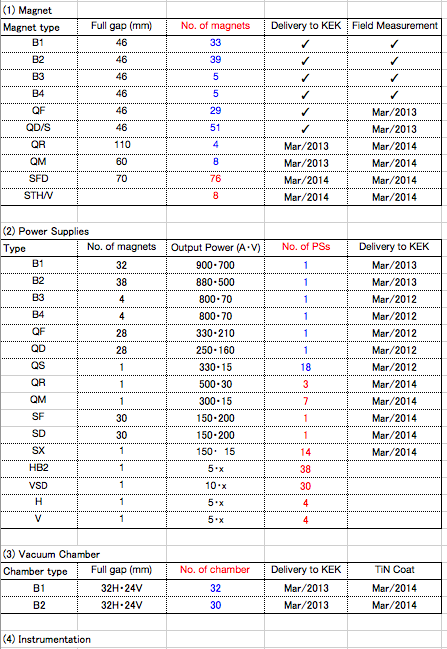 (1) Magnet
Magnet type Full gap (mm) No. of magnets Delivery to KEK Field Measurement
B1 46 33 ✓ ✓
B2 46 39 ✓ ✓
B3 46 5 ✓ ✓
B4 46 5 ✓ ✓
QF 46 29 ✓ Mar/2013
QD/S 46 51 ✓ Mar/2013
QR 110 4 Mar/2013 Mar/2014
QM 60 8 Mar/2013 Mar/2014
SFD 70 76 Mar/2014 Mar/2014
STH/V 8 Mar/2014 Mar/2014
(2) Power Supplies
Type No. of magnets Output Power (A・V) No. of PSs Delivery to KEK
B1 32 900・700 1 Mar/2013
B2 38 880・500 1 Mar/2013
B3 4 800・70 1 Mar/2012
B4 4 800・70 1 Mar/2012
QF 28 330・210 1 Mar/2012
QD 28 250・160 1 Mar/2012
QS 1 330・15 18 Mar/2012
QR 1 500・30 3 Mar/2014
QM 1 300・15 7 Mar/2014
SF 30 150・200 1 Mar/2014
SD 30 150・200 1 Mar/2014
SX 1 150・ 15 14 Mar/2014
HB2 1 5・x 38
VSD 1 10・x 30
H 1 5・x 4
V 1 5・x 4
(3) Vacuum Chamber
Chamber type Full gap (mm) No. of chamber Delivery to KEK TiN Coat
B1 32H・24V 32 Mar/2013 Mar/2014
B2 32H・24V 30 Mar/2013 Mar/2014
(4) Instrumentation